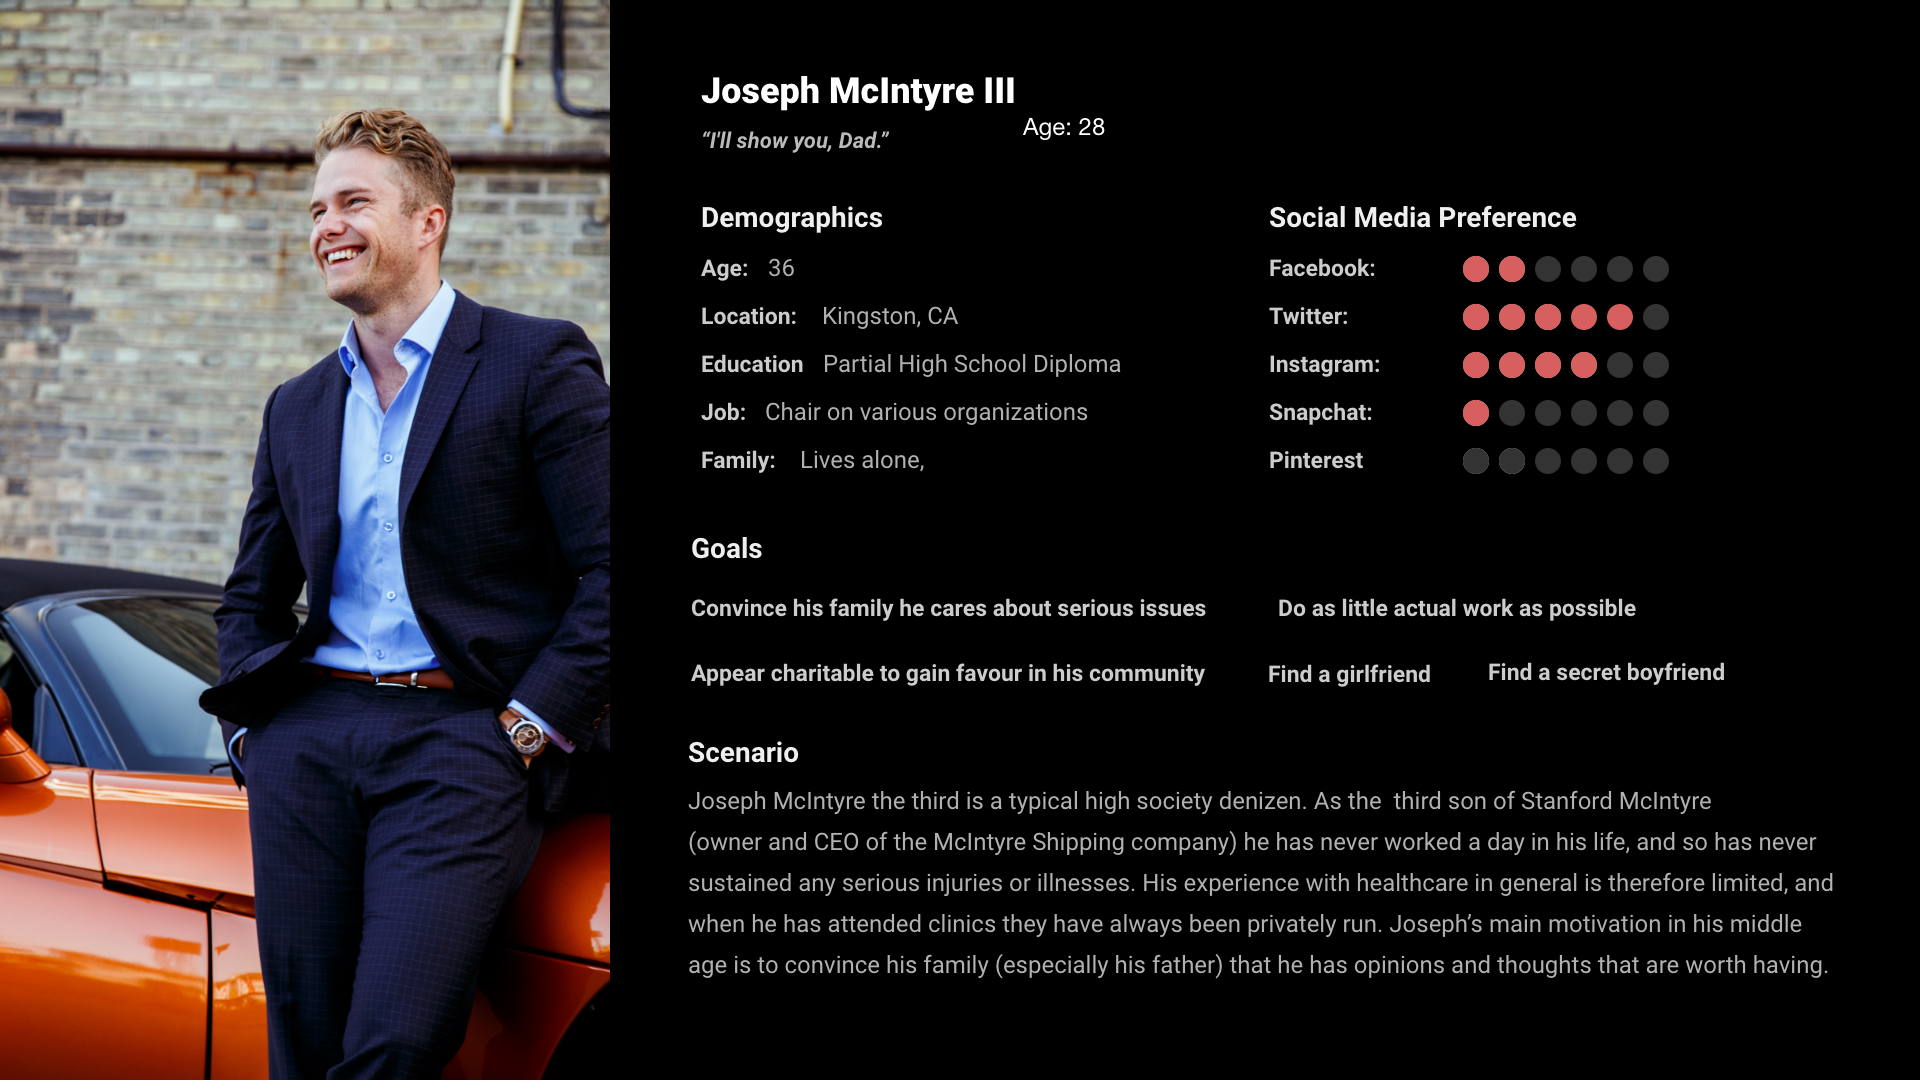 Joseph McIntyre III
“I'll show you, Dad.”
Age: 28
Demographics
Age: 36
Location: Kingston, CA
Education Partial High School Diploma
Job: Chair on various organizations
Family: Lives alone,
Social Media Preference
Facebook:
Twitter:
Instagram:
Snapchat:
Pinterest
Goals
Convince his family he cares about serious issues
Do as little actual work as possible
Appear charitable to gain favour in his community
Find a girlfriend
Find a secret boyfriend
Scenario
Joseph McIntyre the third is a typical high society denizen. As the  third son of Stanford McIntyre
(owner and CEO of the McIntyre Shipping company) he has never worked a day in his life, and so has never
sustained any serious injuries or illnesses. His experience with healthcare in general is therefore limited, and
when he has attended clinics they have always been privately run. Joseph’s main motivation in his middle
age is to convince his family (especially his father) that he has opinions and thoughts that are worth having.